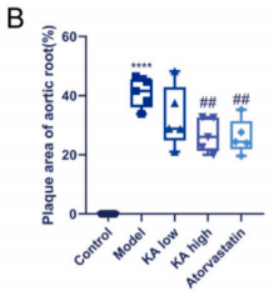 B
Plaque area of aortic root(%)
60
40
20
0
****
##
##
Control
Model
KA low
KA high
Atorvastatin